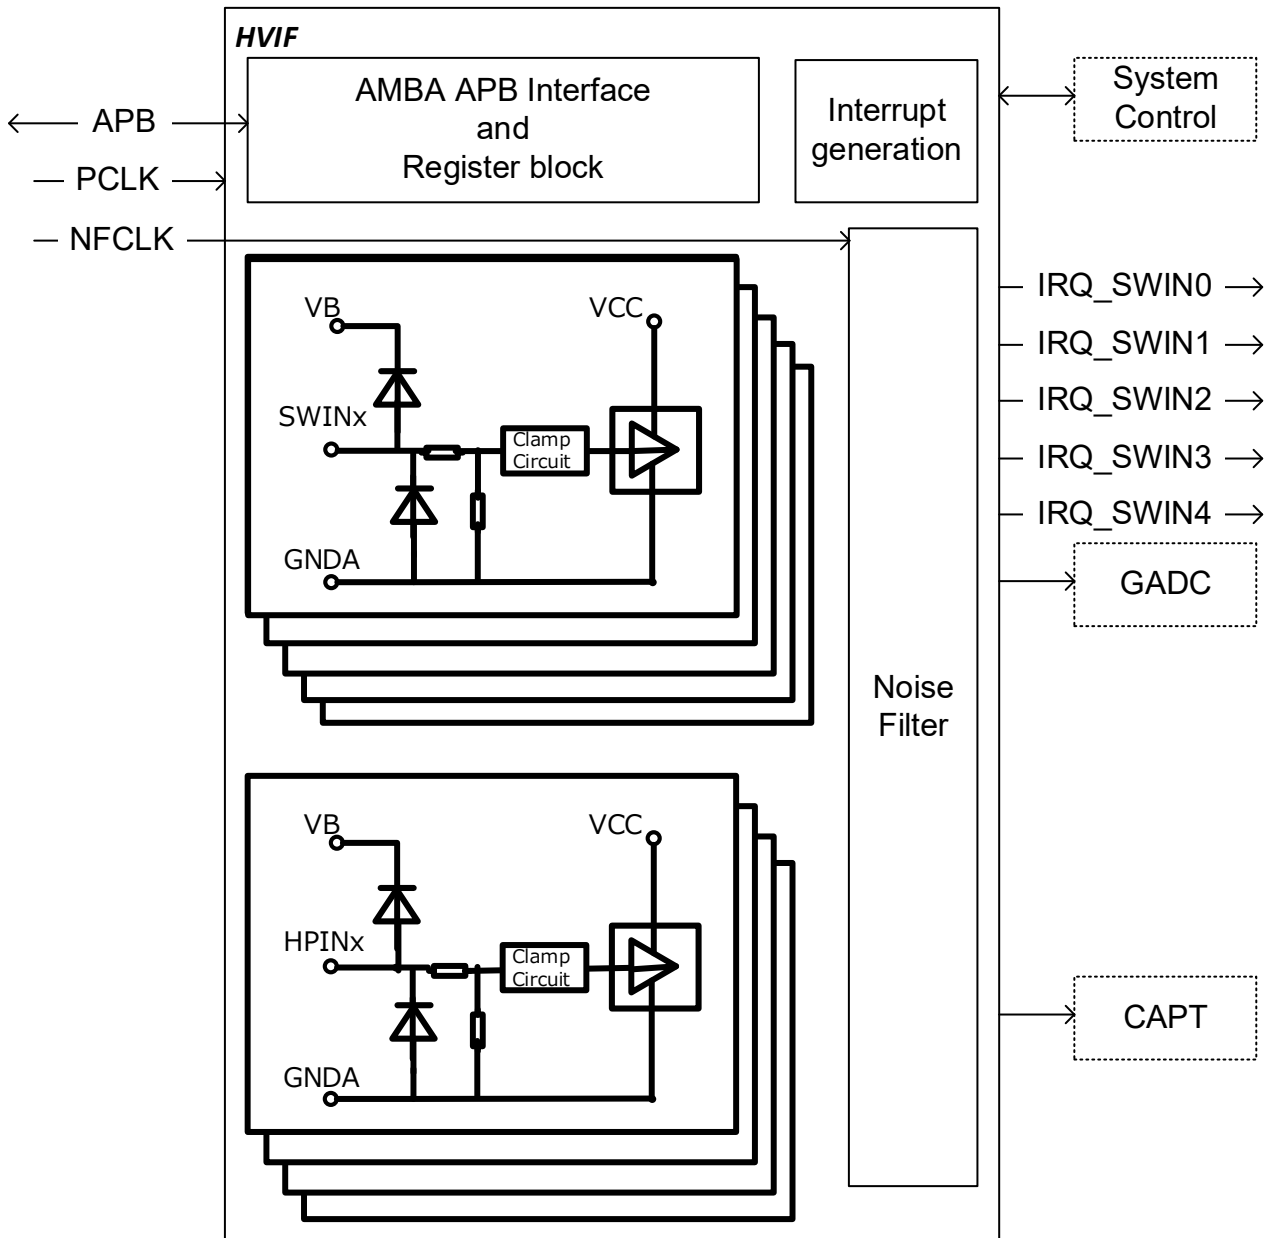 HVIF
AMBA APB Interface
and
Register block
Interrupt
generation
System
Control
APB
PCLK
NFCLK
IRQ_SWIN0
IRQ_SWIN1
IRQ_SWIN2
IRQ_SWIN3
IRQ_SWIN4
GADC
VB
VCC
SWINx
Clamp
Circuit
GNDA
Noise
Filter
VB
VCC
HPINx
Clamp
Circuit
GNDA
CAPT